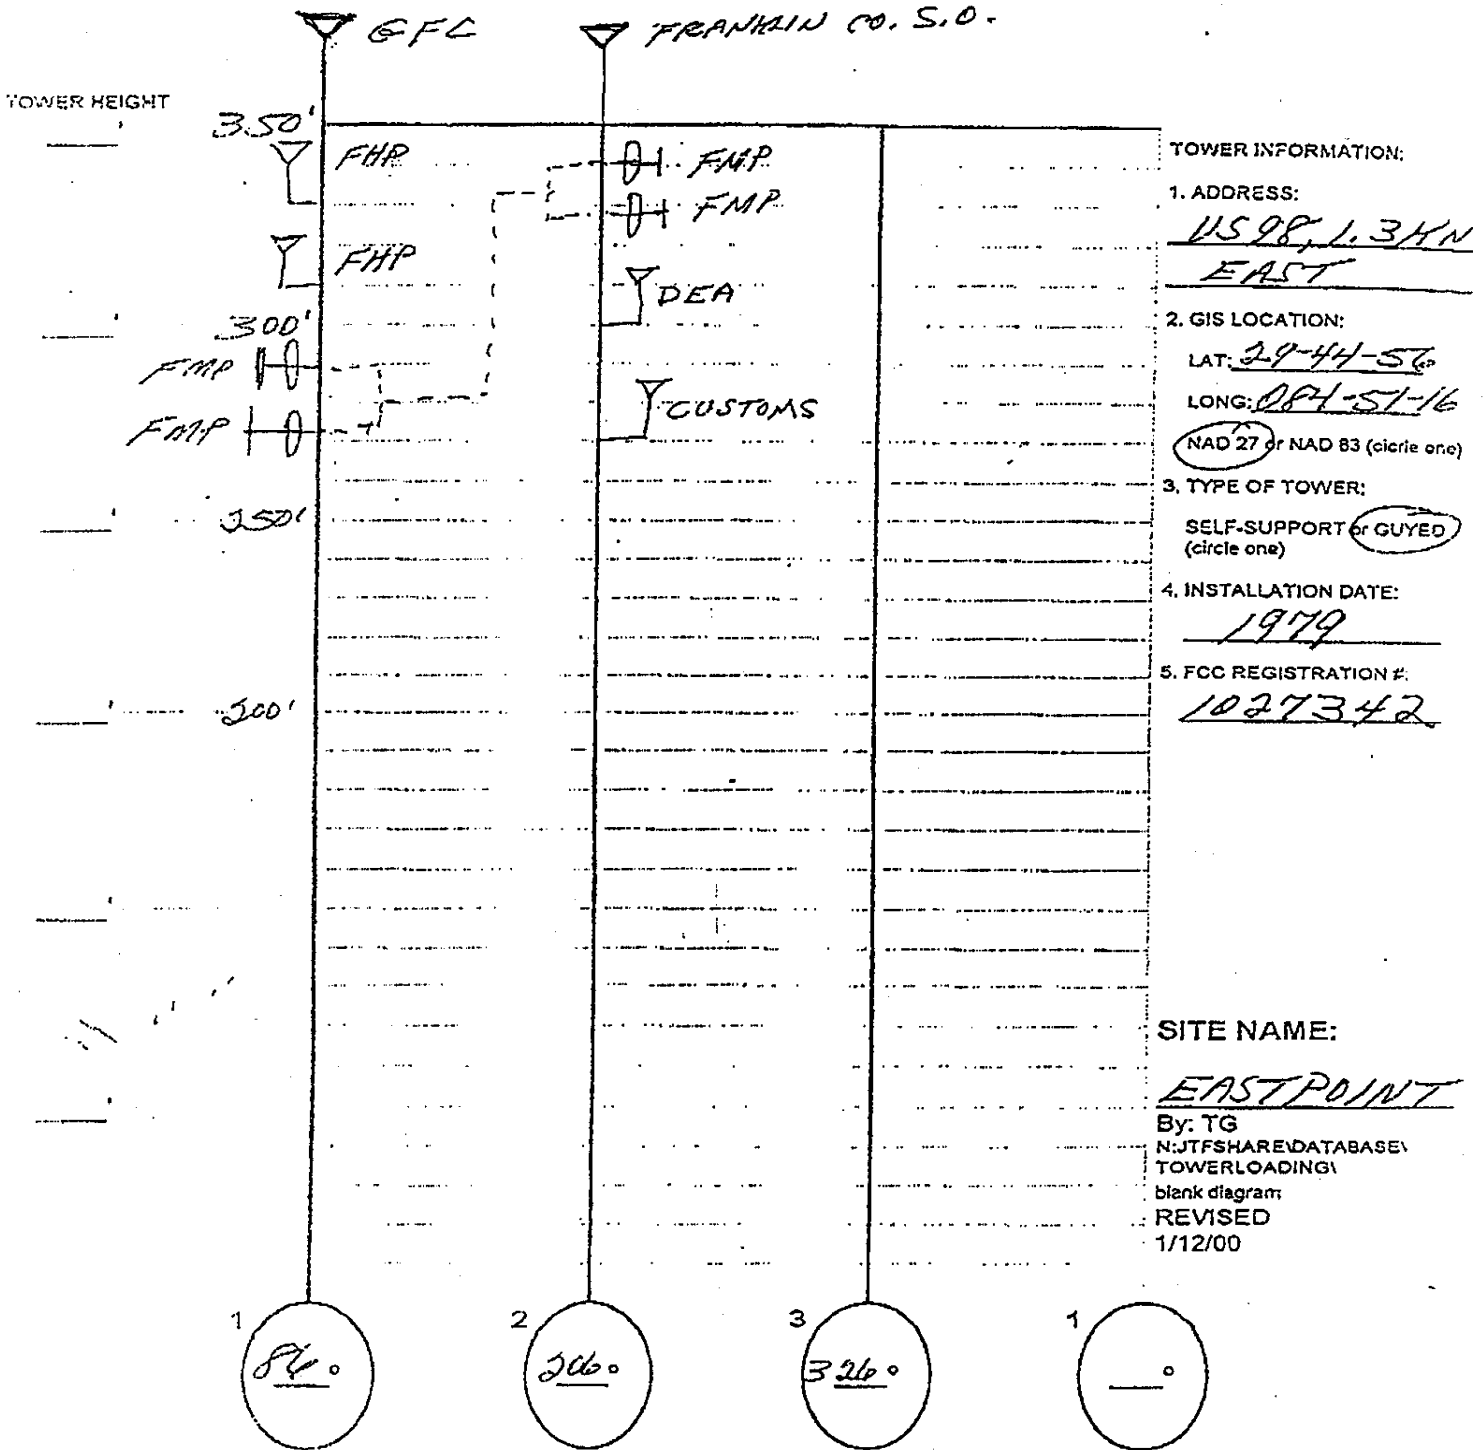 GFC
FRANKLIN CO. S.O.
TOWER HEIGHT
350'
FHP
FHP
300'
FMP
FMP
250'
200'
FMP
FMP
DEA
CUSTOMS
TOWER INFORMATION:
1. ADDRESS:
US98, 1.3 KM
EAST
2. GIS LOCATION:
LAT: 29-44-56
LONG: 084-51-16
NAD 27 or NAD 83 (cicrle one)
3. TYPE OF TOWER:
SELF-SUPPORT or GUYED
(circle one)
4. INSTALLATION DATE:
1979
5. FCC REGISTRATION #:
1027342
SITE NAME:
EASTPOINT
By: TG
N:JTFSHARE\DATABASE\
TOWERLOADING\
blank diagram
REVISED
1/12/00
1
86°
2
206°
3
326°
1
°